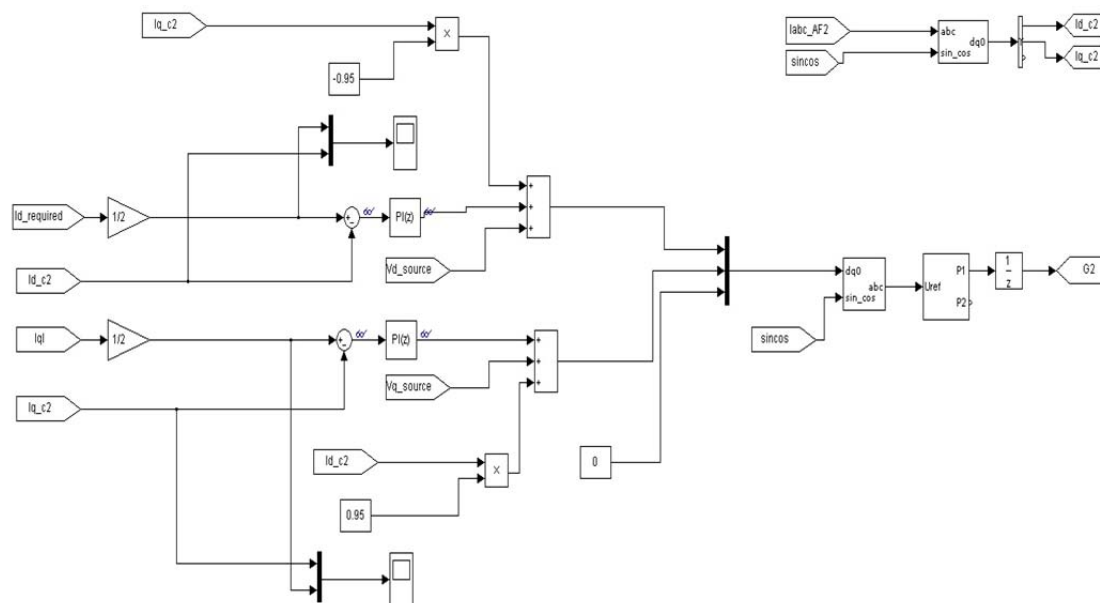 Iq_c2
X
-0.95
Id_required
1/2
+
-
PI(z)
Id_c2
Vd_source
+
+
+
Iql
1/2
+
-
PI(z)
Iq_c2
Vq_source
+
+
+
Id_c2
X
0.95
0
Iabc_AF2
sincos
abc
sin_cos
dq0
Id_c2
Iq_c2
dq0
sin_cos
abc
sincos
Uref
P1
P2
1
z
G2